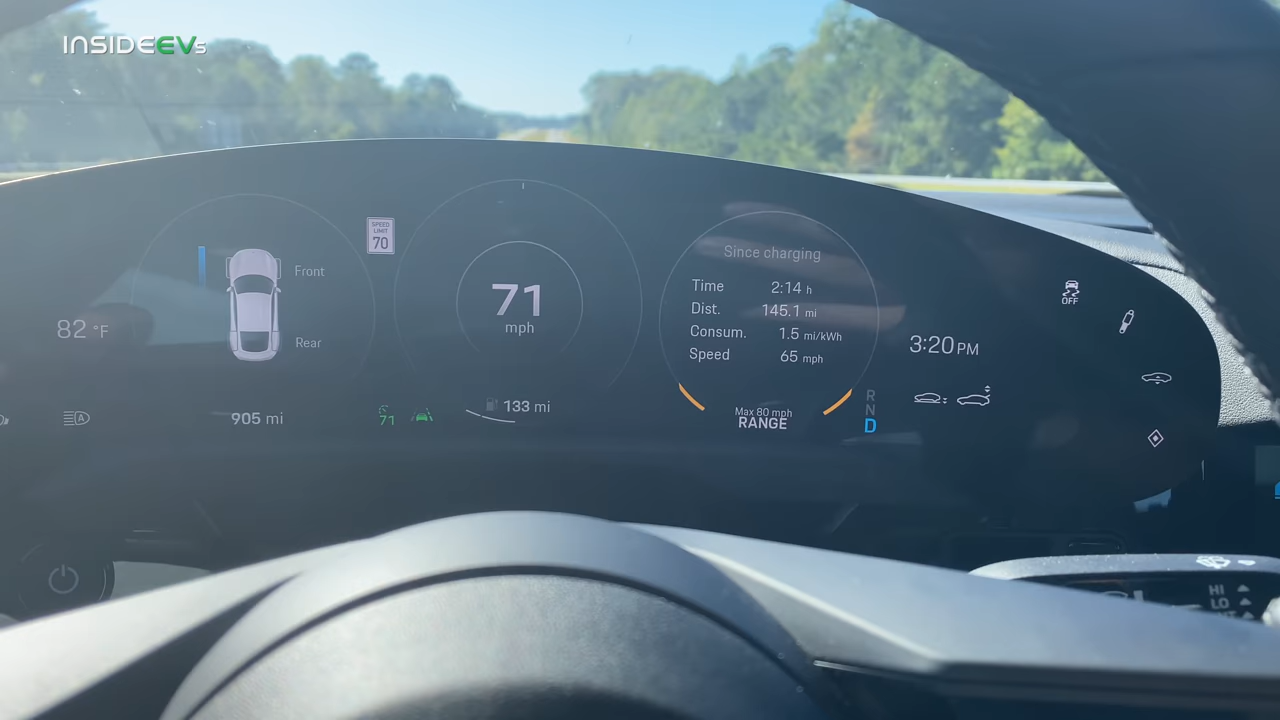 INSIDEEVs
SPEED
LIMIT
70
Since charging
Front
Time 2:14 h
Dist. 145.1 mi
71
mph
Consum. 1.5 mi/kWh
Speed 65 mph
82 °F
Rear
3:20PM
OFF
A
905 mi
71
133 mi
Max 80 mph
RANGE
R
N
D
HI
LO